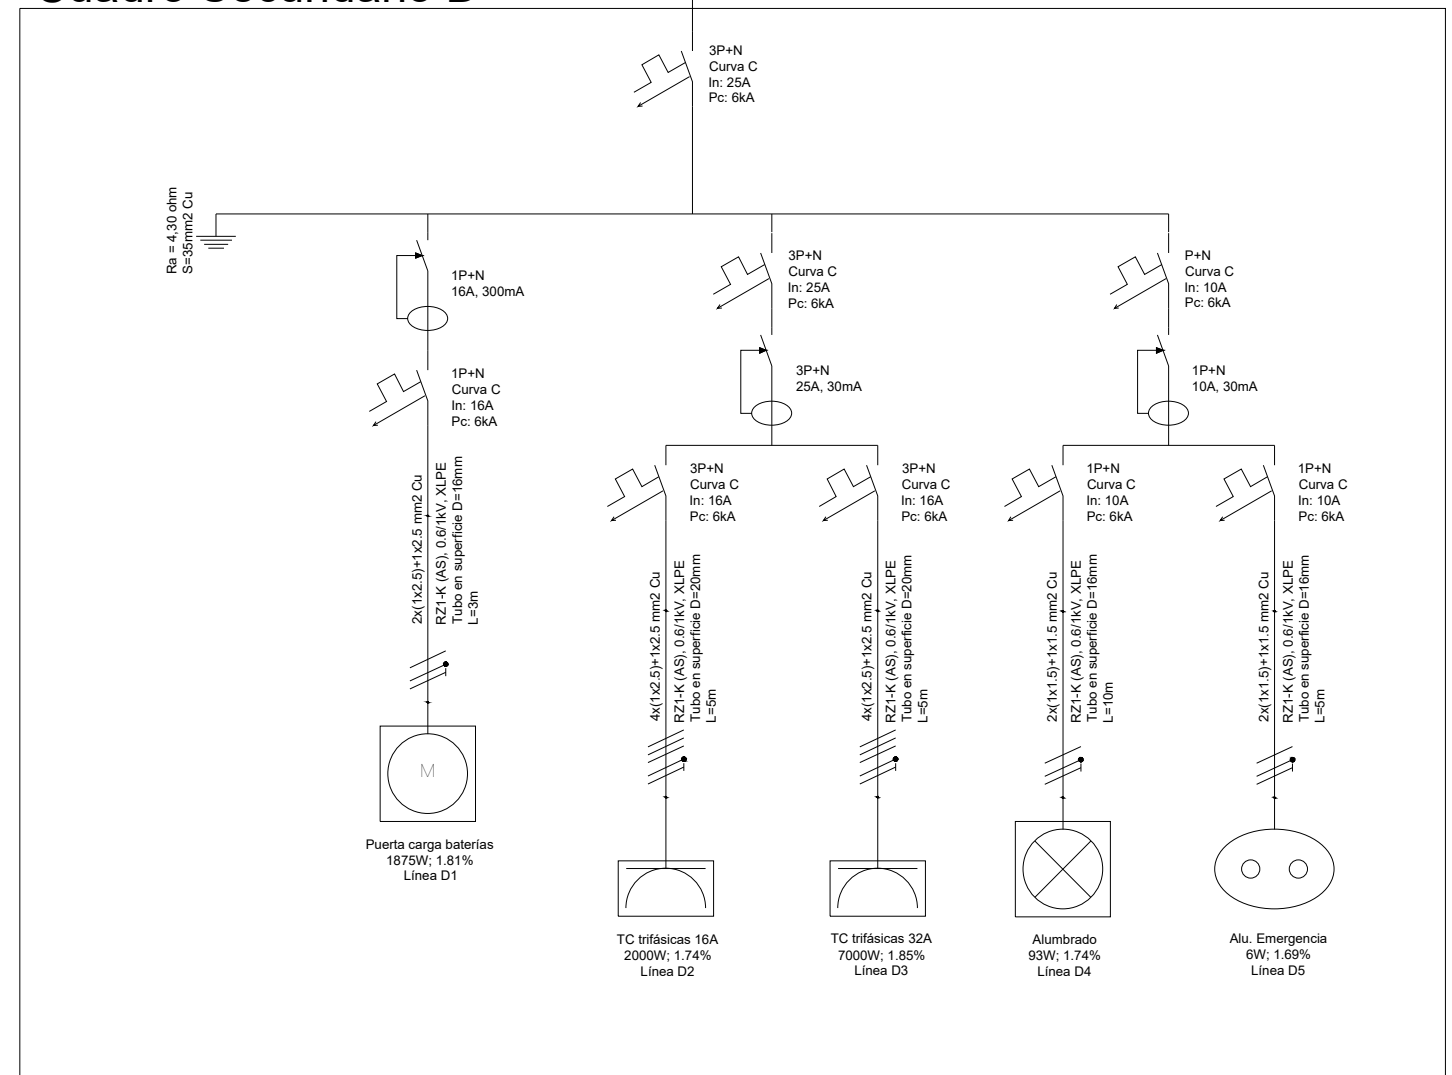 3P+N
Curva C
In: 25A
Pc: 6kA
Ra = 4,30 ohm
S=35mm2 Cu
1P+N
16A, 300mA
1P+N
Curva C
In: 16A
Pc: 6kA
2x(1x2.5)+1x2.5 mm2 Cu
RZ1-K (AS), 0.6/1kV, XLPE
Tubo en superficie D=16mm
L=3m
M
Puerta carga baterías
1875W; 1.81%
Línea D1
3P+N
Curva C
In: 25A
Pc: 6kA
3P+N
25A, 30mA
3P+N
Curva C
In: 16A
Pc: 6kA
4x(1x2.5)+1x2.5 mm2 Cu
RZ1-K (AS), 0.6/1kV, XLPE
Tubo en superficie D=20mm
L=5m
TC trifásicas 16A
2000W; 1.74%
Línea D2
3P+N
Curva C
In: 16A
Pc: 6kA
4x(1x2.5)+1x2.5 mm2 Cu
RZ1-K (AS), 0.6/1kV, XLPE
Tubo en superficie D=20mm
L=5m
TC trifásicas 32A
7000W; 1.85%
Línea D3
P+N
Curva C
In: 10A
Pc: 6kA
1P+N
10A, 30mA
1P+N
Curva C
In: 10A
Pc: 6kA
2x(1x1.5)+1x1.5 mm2 Cu
RZ1-K (AS), 0.6/1kV, XLPE
Tubo en superficie D=16mm
L=10m
Alumbrado
93W; 1.74%
Línea D4
1P+N
Curva C
In: 10A
Pc: 6kA
2x(1x1.5)+1x1.5 mm2 Cu
RZ1-K (AS), 0.6/1kV, XLPE
Tubo en superficie D=16mm
L=5m
Alu. Emergencia
6W; 1.69%
Línea D5